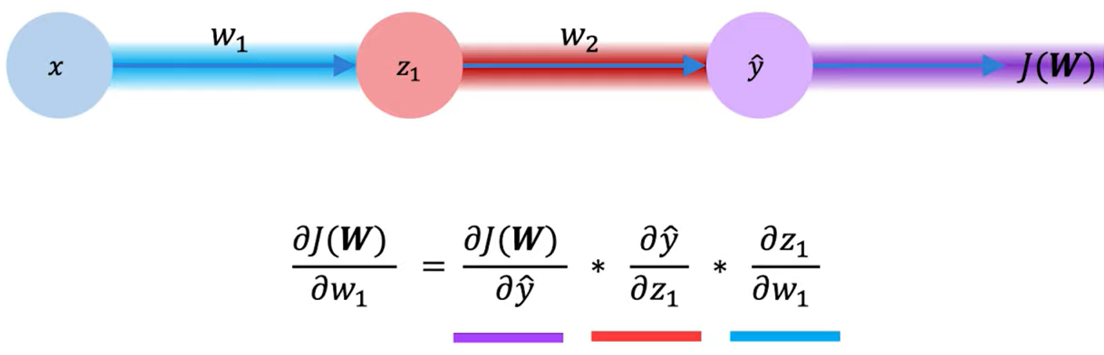 w₁ w₂
x z₁ ŷ J(W)
∂J(W)/∂w₁ = ∂J(W)/∂ŷ * ∂ŷ/∂z₁ * ∂z₁/∂w₁